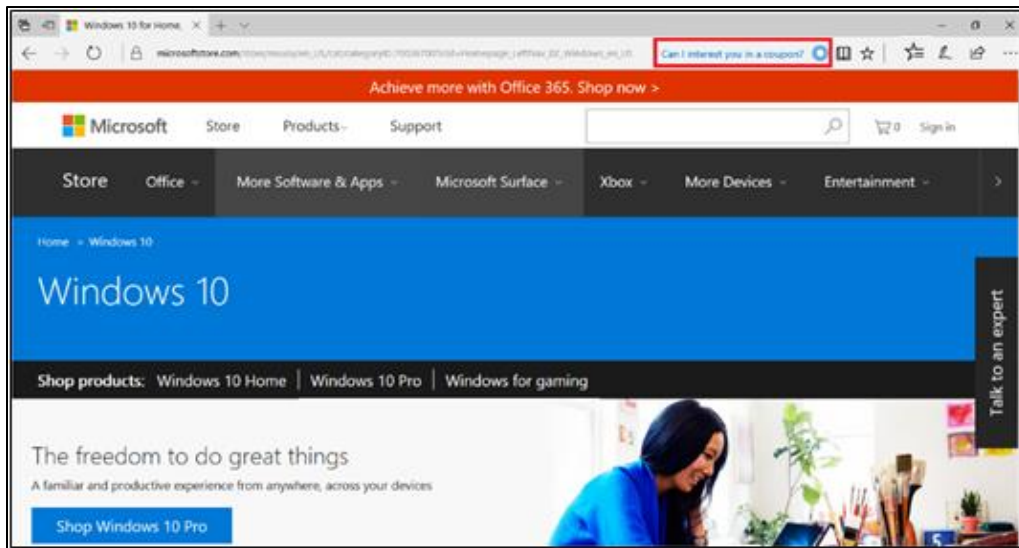 Windows 10 for Home,
microsoftstore.com
Can I interest you in a coupon?
Achieve more with Office 365. Shop now >
Microsoft Store Products Support
0 Sign in
Store Office More Software & Apps Microsoft Surface Xbox More Devices Entertainment >
Home Windows 10
Windows 10
Talk to an expert
Shop products: Windows 10 Home | Windows 10 Pro | Windows for gaming
The freedom to do great things
A familiar and productive experience from anywhere, across your devices
Shop Windows 10 Pro
5